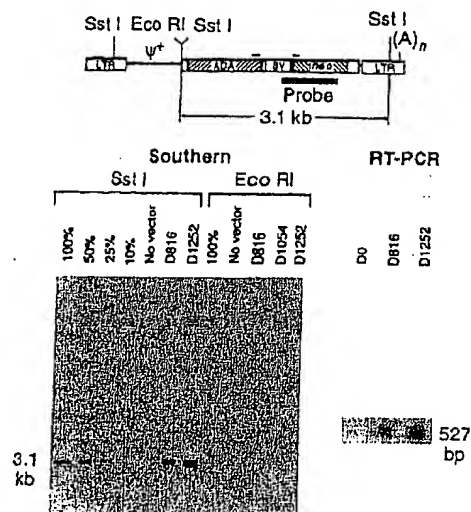 Sst I Eco RI Sst I Sst I
ψ+ (A)n
LTR ADA SV neo LTR
Probe
3.1 kb
Southern RT-PCR
Sst I Eco RI
100% 50% 25% 10% No vector D816 D1252 100% No vector D816 D1054 D1252 D0 D816 D1252
3.1 kb
527 bp